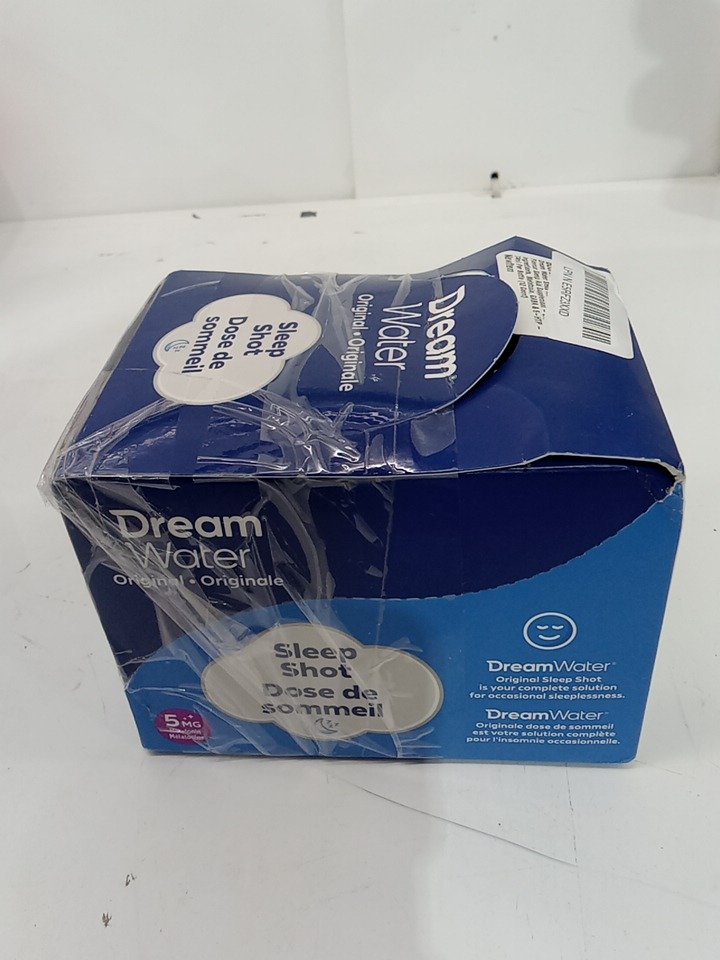 Dream
Water
Original • Originale
Sleep
Shot
Dose de
sommeil
Dream
Water
Original • Originale
Sleep
Shot
Dose de
sommeil
5 MG
Melatonin
DreamWater
Original Sleep Shot
is your complete solution
for occasional sleeplessness.
DreamWater
Originale dose de sommeil
est votre solution complète
pour l'insomnie occasionnelle.